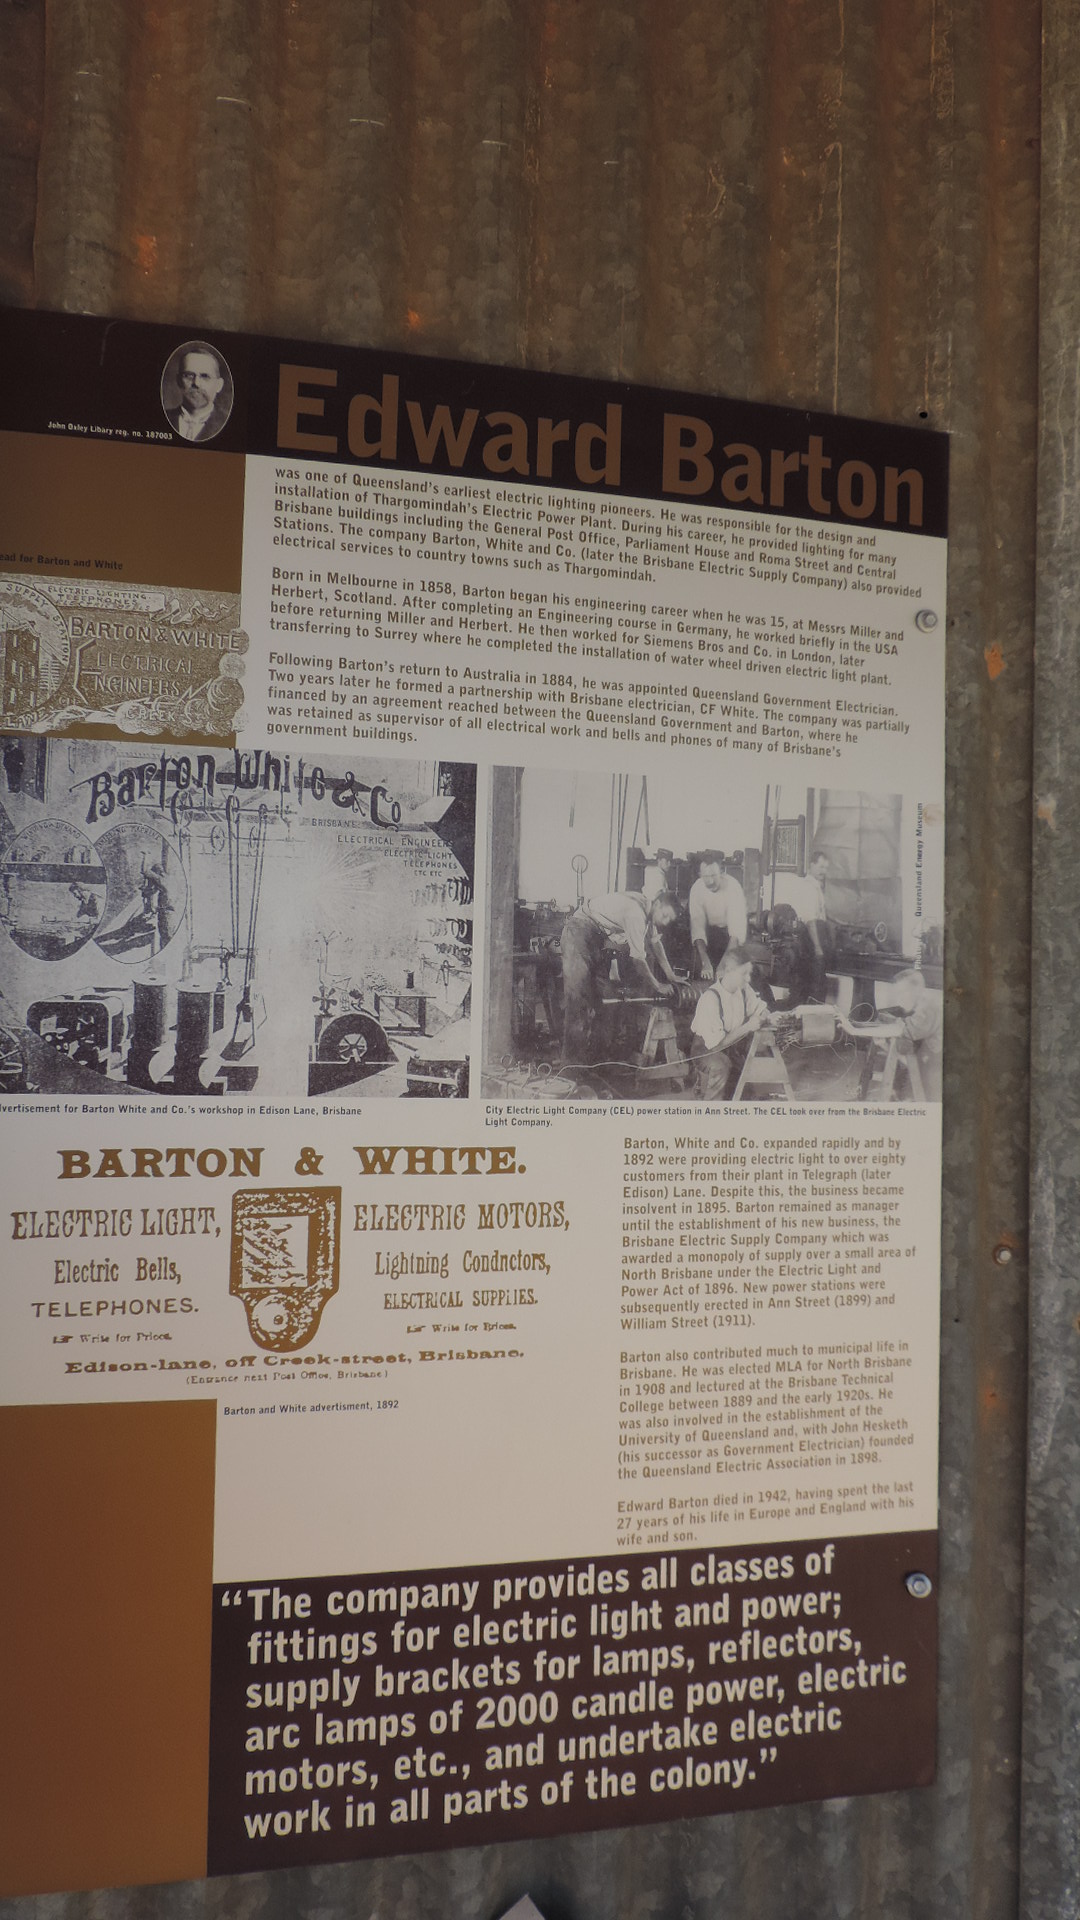 John Oxley Libary reg. no. 187003
Edward Barton
was one of Queensland's earliest electric lighting pioneers. He was responsible for the design and
installation of Thargomindah's Electric Power Plant. During his career, he provided lighting for many
Brisbane buildings including the General Post Office, Parliament House and Roma Street and Central
Stations. The company Barton, White and Co. (later the Brisbane Electric Supply Company) also provided
electrical services to country towns such as Thargomindah.
Born in Melbourne in 1858, Barton began his engineering career when he was 15, at Messrs Miller and
Herbert, Scotland. After completing an Engineering course in Germany, he worked briefly in the USA
before returning Miller and Herbert. He then worked for Siemens Bros and Co. in London, later
transferring to Surrey where he completed the installation of water wheel driven electric light plant.
Following Barton's return to Australia in 1884, he was appointed Queensland Government Electrician.
Two years later he formed a partnership with Brisbane electrician, CF White. The company was partially
financed by an agreement reached between the Queensland Government and Barton, where he
was retained as supervisor of all electrical work and bells and phones of many of Brisbane's
government buildings.
ead for Barton and White
SUPPLY STATION
ELECTRIC LIGHTING
TELEPHONES
BARTON & WHITE
ELECTRICAL
ENGINEERS
CREEK S
Barton White & Co
BRISBANE
ELECTRICAL ENGINEERS
ELECTRIC LIGHT
TELEPHONES
ETC ETC
Queensland Energy Museum
vertisement for Barton White and Co.'s workshop in Edison Lane, Brisbane
City Electric Light Company (CEL) power station in Ann Street. The CEL took over from the Brisbane Electric
Light Company.
BARTON & WHITE.
ELECTRIC LIGHT,
Electric Bells,
TELEPHONES.
Write for Prices.
ELECTRIC MOTORS,
Lightning Condnctors,
ELECTRICAL SUPPLIES.
Write for Prices.
Edison-lane, off Creek-street, Brisbane.
(Entrance next Post Office, Brisbane)
Barton and White advertisment, 1892
Barton, White and Co. expanded rapidly and by
1892 were providing electric light to over eighty
customers from their plant in Telegraph (later
Edison) Lane. Despite this, the business became
insolvent in 1895. Barton remained as manager
until the establishment of his new business, the
Brisbane Electric Supply Company which was
awarded a monopoly of supply over a small area of
North Brisbane under the Electric Light and
Power Act of 1896. New power stations were
subsequently erected in Ann Street (1899) and
William Street (1911).
Barton also contributed much to municipal life in
Brisbane. He was elected MLA for North Brisbane
in 1908 and lectured at the Brisbane Technical
College between 1889 and the early 1920s. He
was also involved in the establishment of the
University of Queensland and, with John Hesketh
(his successor as Government Electrician) founded
the Queensland Electric Association in 1898.
Edward Barton died in 1942, having spent the last
27 years of his life in Europe and England with his
wife and son.
“The company provides all classes of
fittings for electric light and power;
supply brackets for lamps, reflectors,
arc lamps of 2000 candle power, electric
motors, etc., and undertake electric
work in all parts of the colony.”